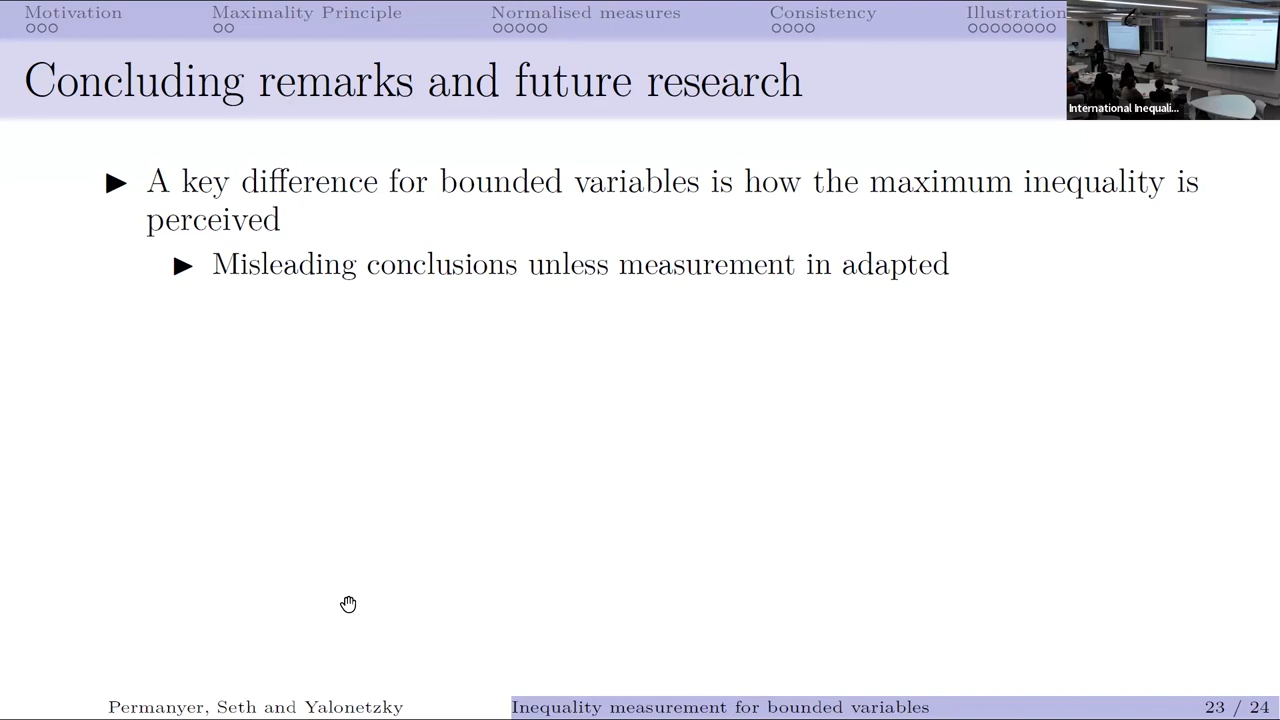 Motivation Maximality Principle Normalised measures Consistency Illustration
Concluding remarks and future research
International Inequali...
▶ A key difference for bounded variables is how the maximum inequality is
perceived
▶ Misleading conclusions unless measurement in adapted
Permanyer, Seth and Yalonetzky Inequality measurement for bounded variables 23 / 24